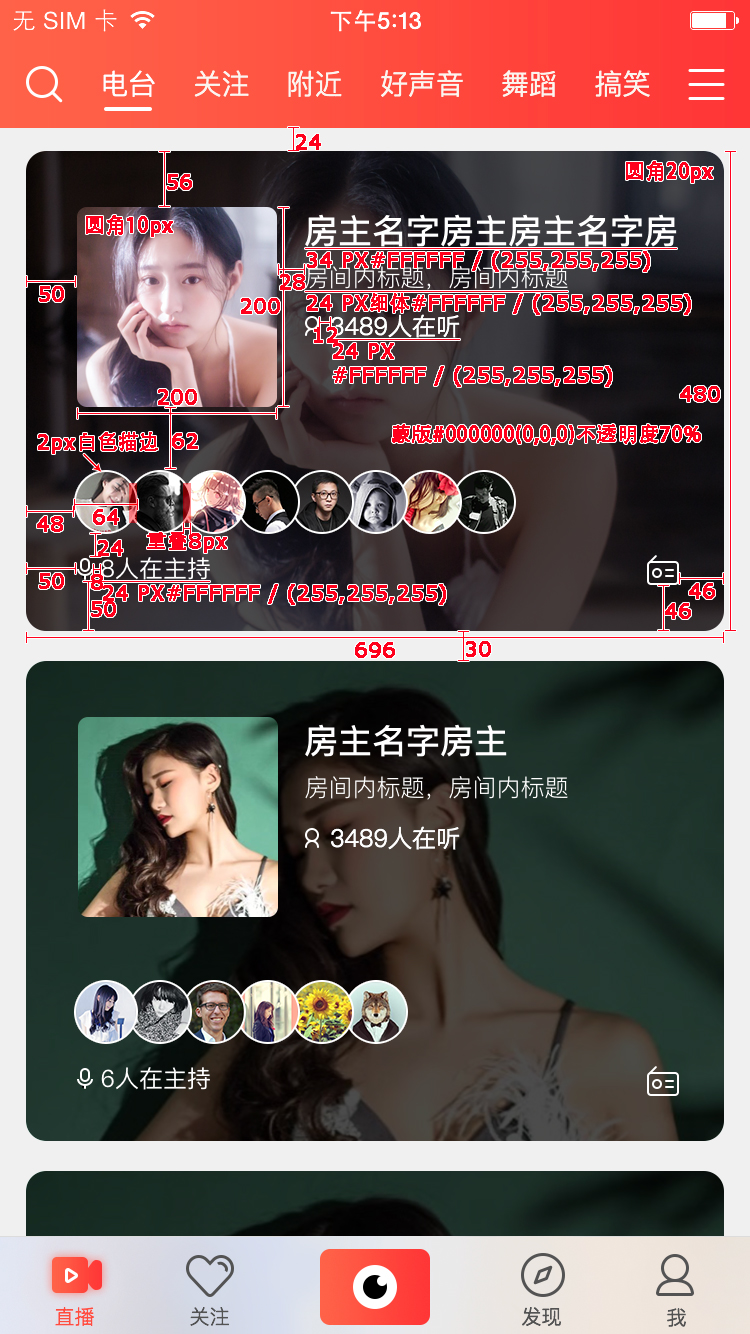 无 SIM 卡
下午5:13
电台 关注 附近 好声音 舞蹈 搞笑
24
56
圆角20px
圆角10px
房主名字房主房主名字房
34 PX#FFFFFF / (255,255,255)
房间内标题，房间内标题
50
28
200
24 PX细体#FFFFFF / (255,255,255)
3489人在听
12
24 PX
#FFFFFF / (255,255,255)
480
200
蒙版#000000(0,0,0)不透明度70%
2px白色描边
62
48
64
重叠8px
24
8人在主持
50
8
24 PX#FFFFFF / (255,255,255)
46
50
46
696
30
房主名字房主
房间内标题，房间内标题
3489人在听
6人在主持
直播 关注 发现 我